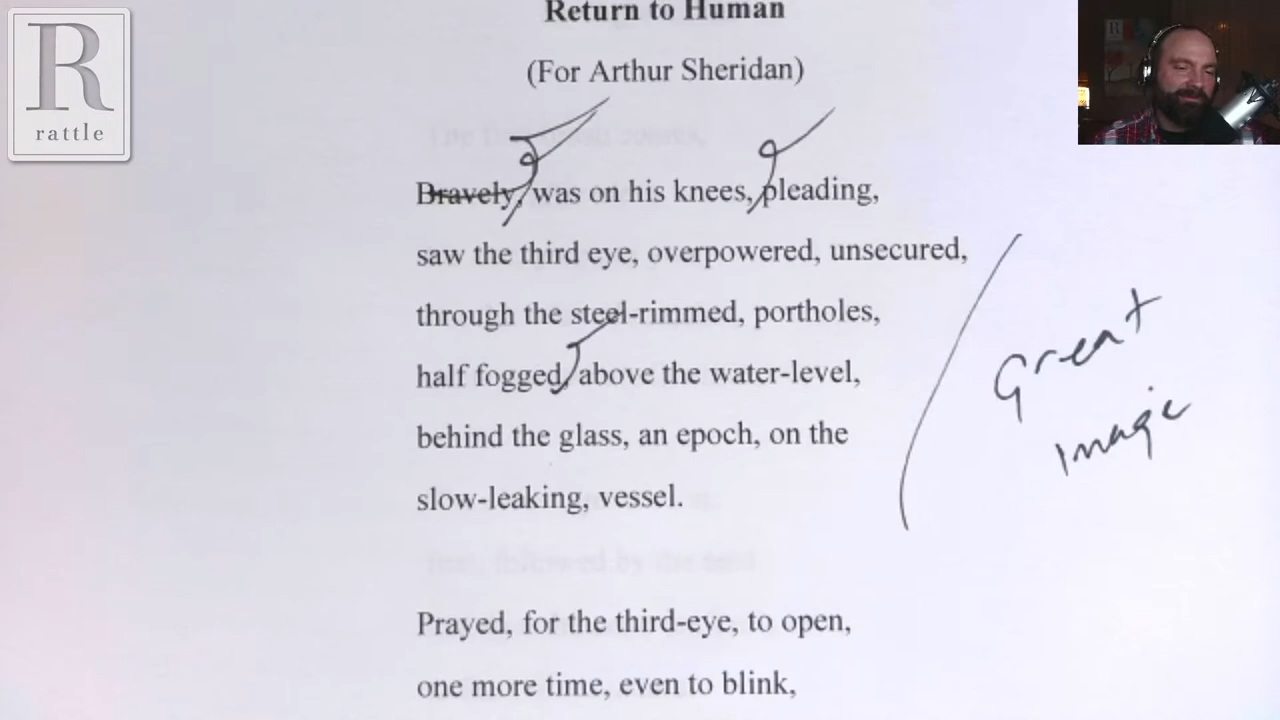 R
rattle
Return to Human
(For Arthur Sheridan)
Bravely, was on his knees, pleading,
saw the third eye, overpowered, unsecured,
through the steel-rimmed, portholes,
half fogged, above the water-level,
behind the glass, an epoch, on the
slow-leaking, vessel.
Great
Image
Prayed, for the third-eye, to open,
one more time, even to blink,